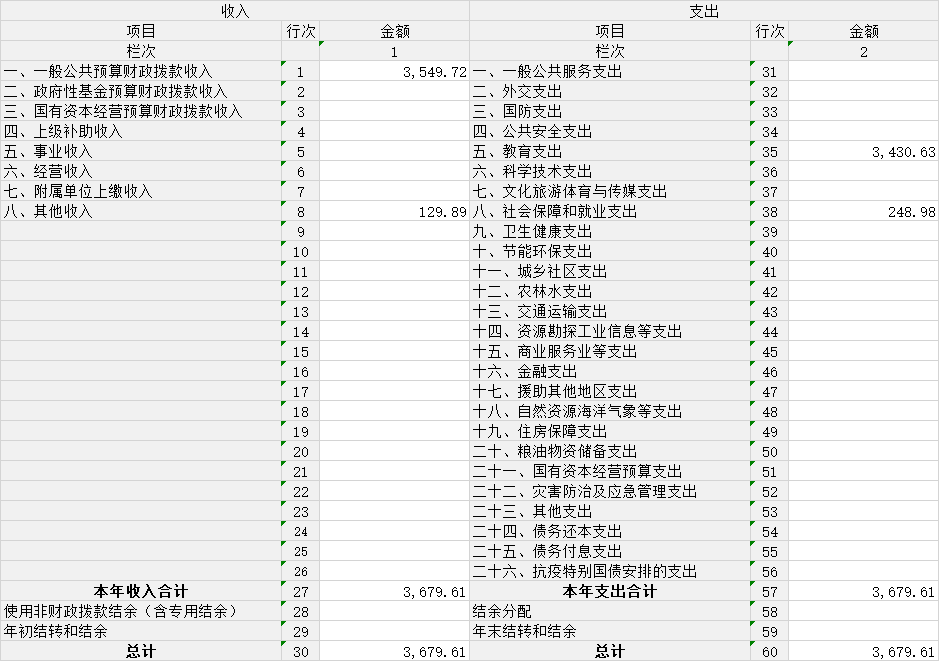 收入 支出
项目 行次 金额 项目 行次 金额
栏次 1 栏次 2
一、一般公共预算财政拨款收入 1 3,549.72 一、一般公共服务支出 31
二、政府性基金预算财政拨款收入 2 二、外交支出 32
三、国有资本经营预算财政拨款收入 3 三、国防支出 33
四、上级补助收入 4 四、公共安全支出 34
五、事业收入 5 五、教育支出 35 3,430.63
六、经营收入 6 六、科学技术支出 36
七、附属单位上缴收入 7 七、文化旅游体育与传媒支出 37
八、其他收入 8 129.89 八、社会保障和就业支出 38 248.98
9 九、卫生健康支出 39
10 十、节能环保支出 40
11 十一、城乡社区支出 41
12 十二、农林水支出 42
13 十三、交通运输支出 43
14 十四、资源勘探工业信息等支出 44
15 十五、商业服务业等支出 45
16 十六、金融支出 46
17 十七、援助其他地区支出 47
18 十八、自然资源海洋气象等支出 48
19 十九、住房保障支出 49
20 二十、粮油物资储备支出 50
21 二十一、国有资本经营预算支出 51
22 二十二、灾害防治及应急管理支出 52
23 二十三、其他支出 53
24 二十四、债务还本支出 54
25 二十五、债务付息支出 55
26 二十六、抗疫特别国债安排的支出 56
本年收入合计 27 3,679.61 本年支出合计 57 3,679.61
使用非财政拨款结余（含专用结余） 28 结余分配 58
年初结转和结余 29 年末结转和结余 59
总计 30 3,679.61 总计 60 3,679.61